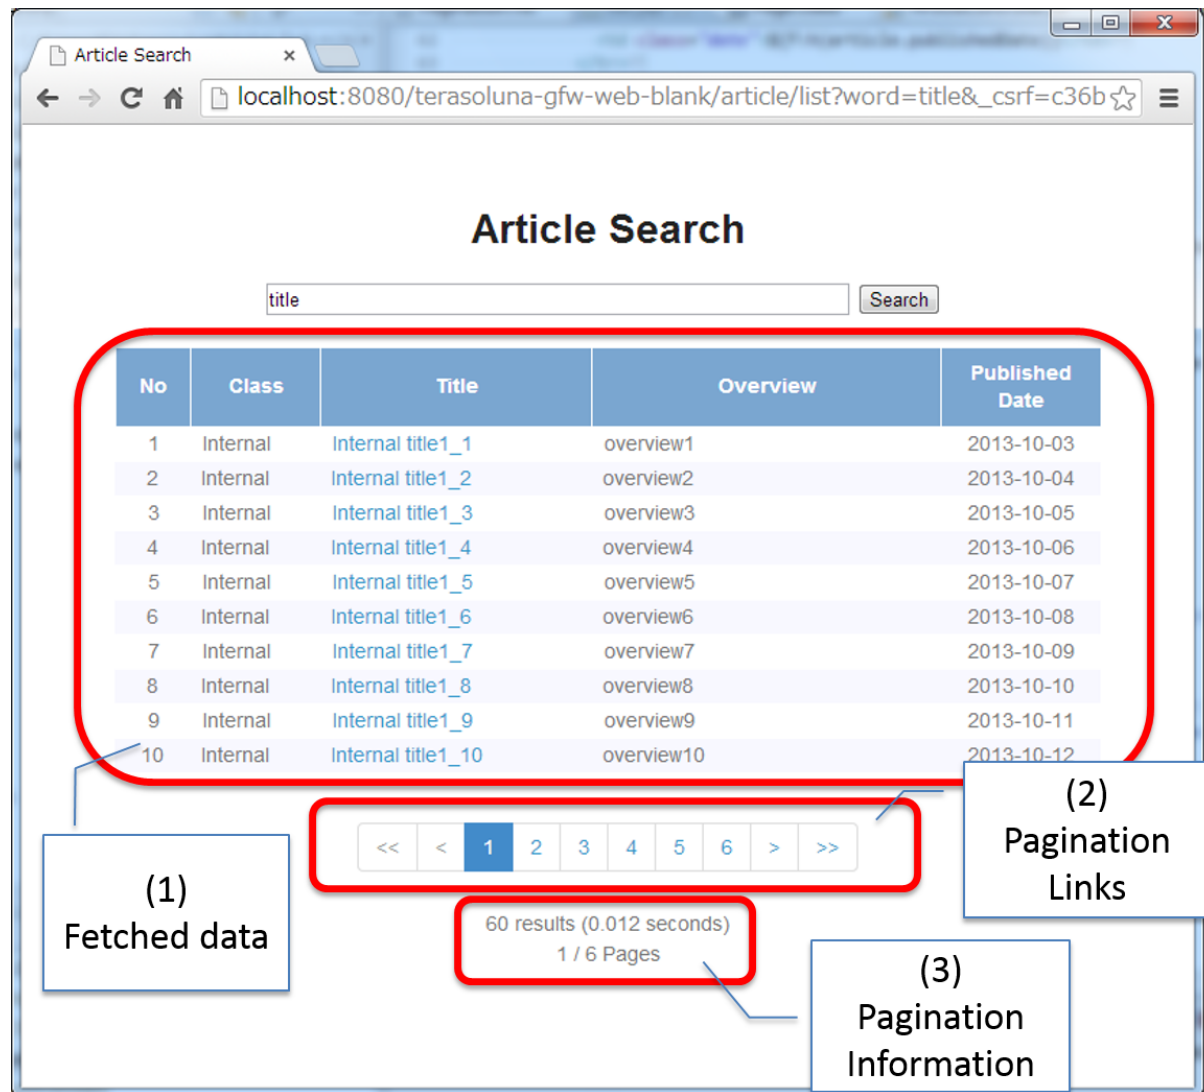 Article Search
localhost:8080/terasoluna-gfw-web-blank/article/list?word=title&_csrf=c36b
Article Search
title Search
No Class Title Overview Published Date
1 Internal Internal title1_1 overview1 2013-10-03
2 Internal Internal title1_2 overview2 2013-10-04
3 Internal Internal title1_3 overview3 2013-10-05
4 Internal Internal title1_4 overview4 2013-10-06
5 Internal Internal title1_5 overview5 2013-10-07
6 Internal Internal title1_6 overview6 2013-10-08
7 Internal Internal title1_7 overview7 2013-10-09
8 Internal Internal title1_8 overview8 2013-10-10
9 Internal Internal title1_9 overview9 2013-10-11
10 Internal Internal title1_10 overview10 2013-10-12
<< < 1 2 3 4 5 6 > >>
60 results (0.012 seconds)
1 / 6 Pages
(1)
Fetched data
(2)
Pagination
Links
(3)
Pagination
Information